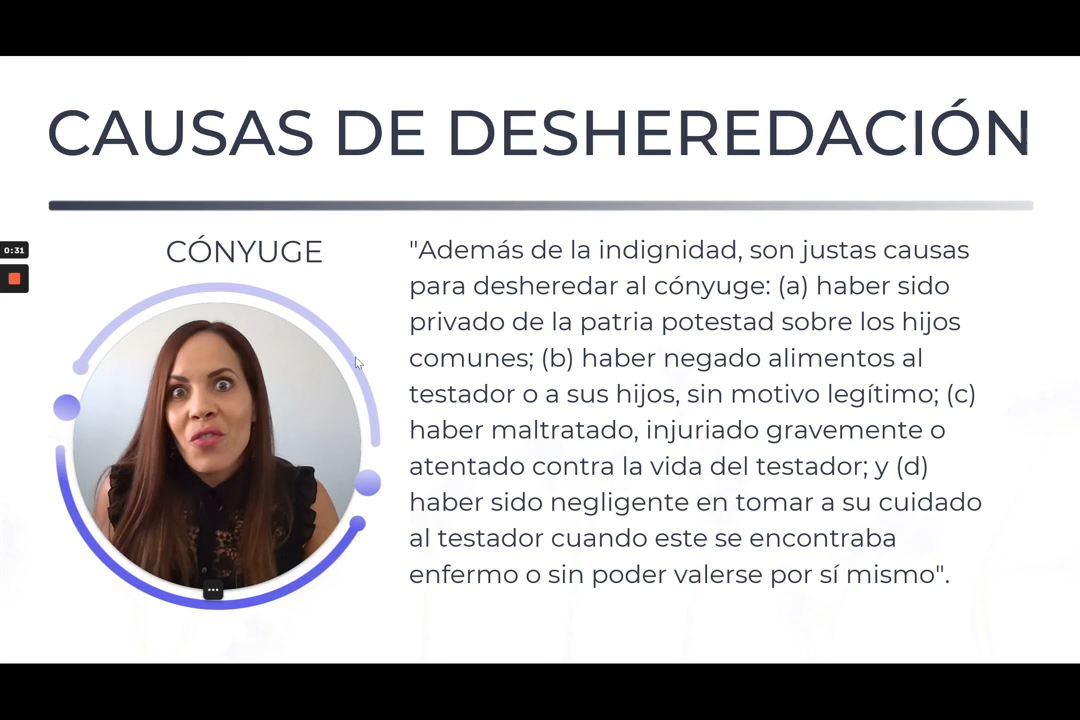 CAUSAS DE DESHEREDACIÓN
0:31
CÓNYUGE
"Además de la indignidad, son justas causas
para desheredar al cónyuge: (a) haber sido
privado de la patria potestad sobre los hijos
comunes; (b) haber negado alimentos al
testador o a sus hijos, sin motivo legítimo; (c)
haber maltratado, injuriado gravemente o
atentado contra la vida del testador; y (d)
haber sido negligente en tomar a su cuidado
al testador cuando este se encontraba
enfermo o sin poder valerse por sí mismo".